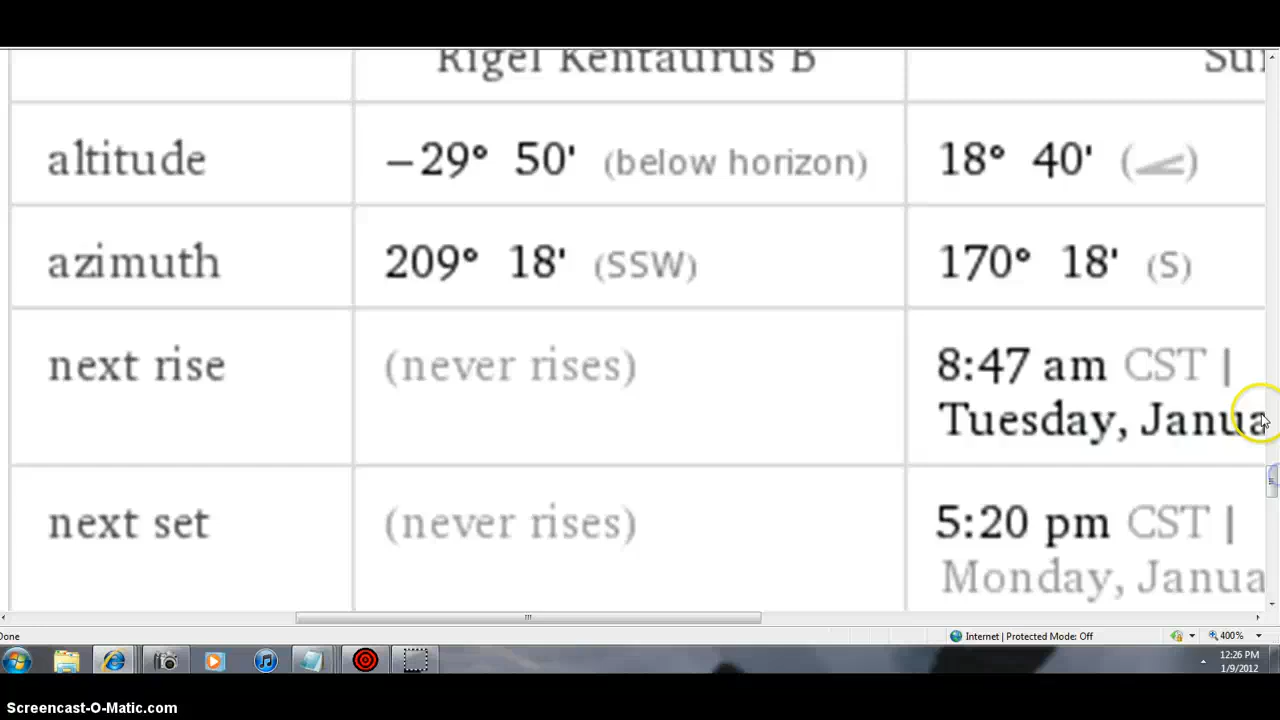 Rigel Kentaurus B
altitude −29° 50' (below horizon) 18° 40' ( )
azimuth 209° 18' (SSW) 170° 18' (S)
next rise (never rises) 8:47 am CST |
Tuesday, Janua
next set (never rises) 5:20 pm CST |
Monday, Janua
Done Internet | Protected Mode: Off 400%
12:26 PM
1/9/2012
Screencast-O-Matic.com